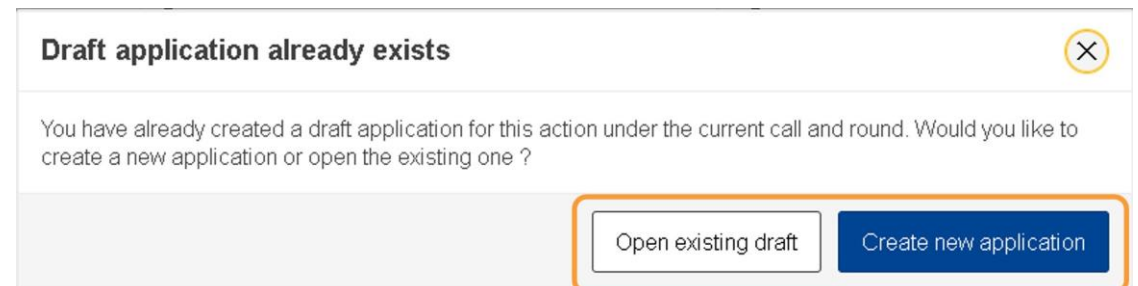 Draft application already exists
You have already created a draft application for this action under the current call and round. Would you like to
create a new application or open the existing one ?
Open existing draft
Create new application